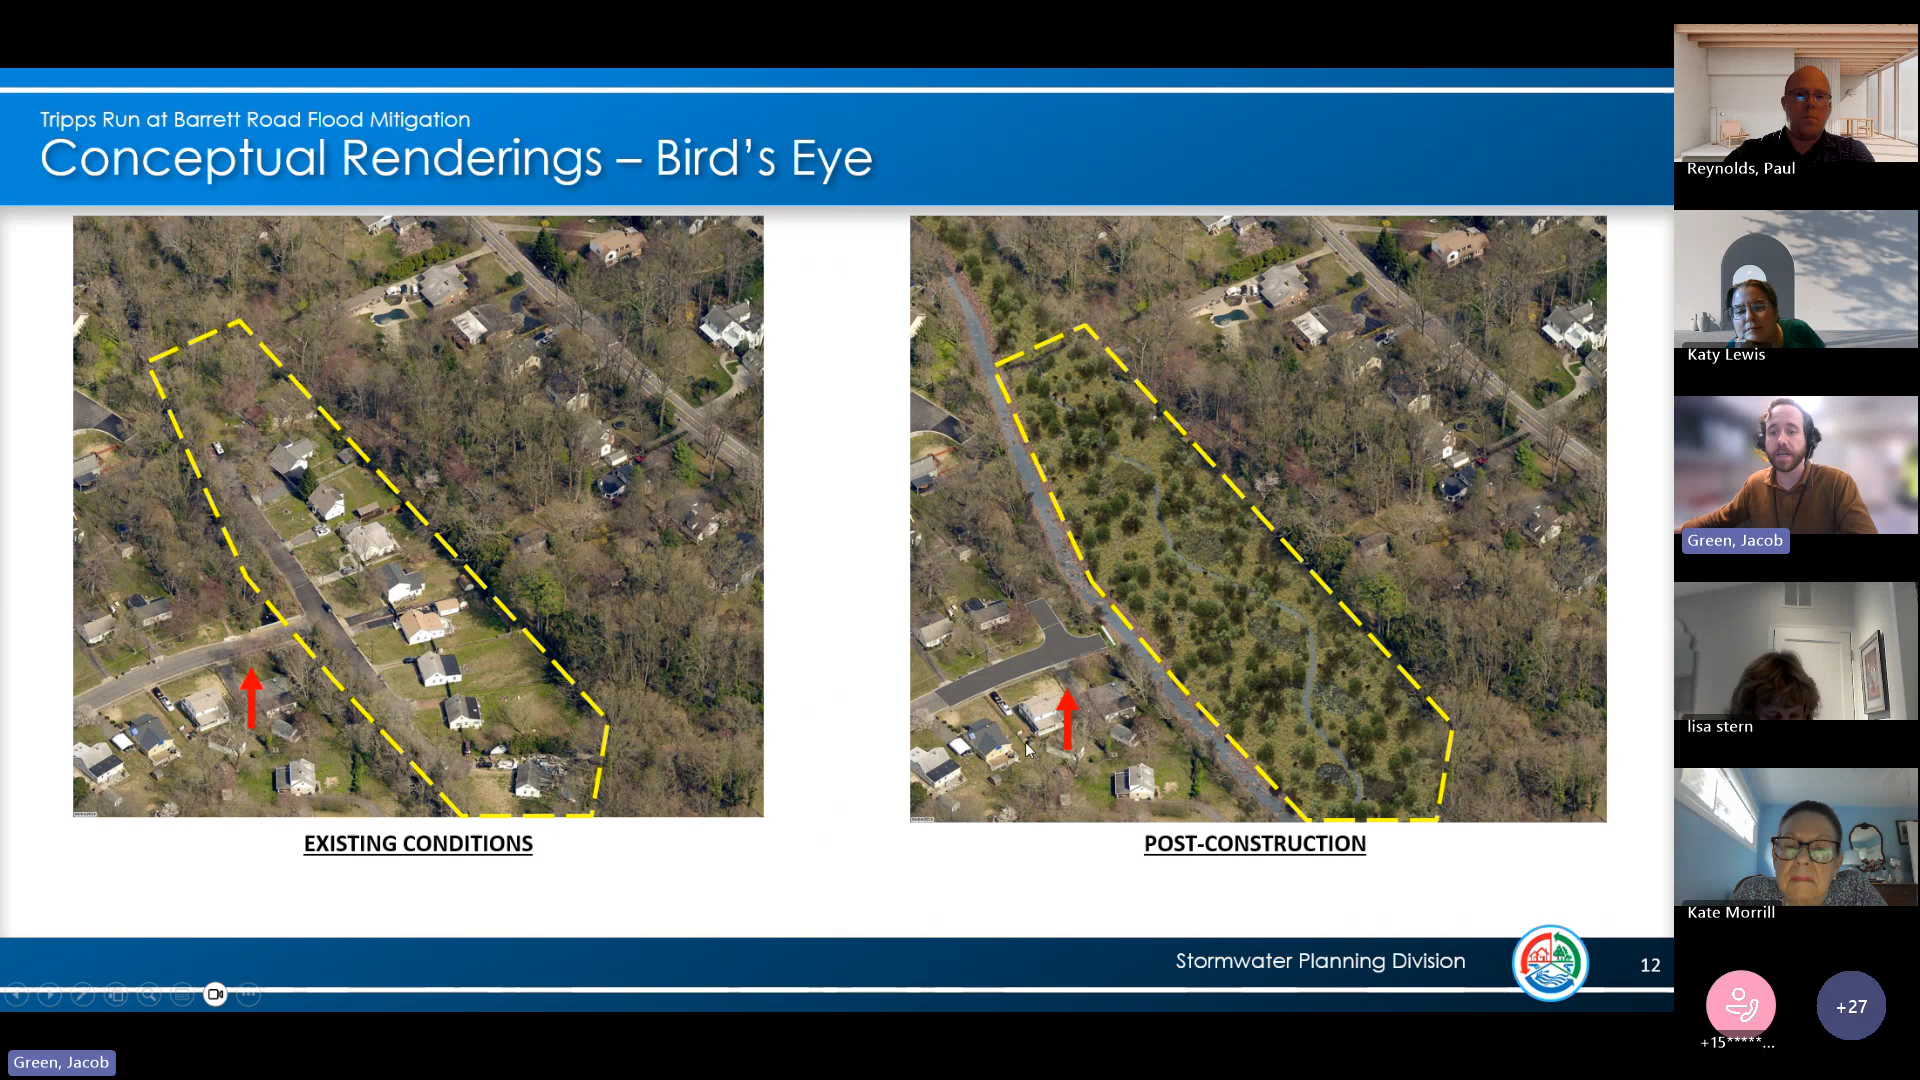 Tripps Run at Barrett Road Flood Mitigation
Conceptual Renderings – Bird's Eye
EXISTING CONDITIONS
POST-CONSTRUCTION
Stormwater Planning Division
12
Reynolds, Paul
Katy Lewis
Green, Jacob
lisa stern
Kate Morrill
+15*****...
+27
Green, Jacob